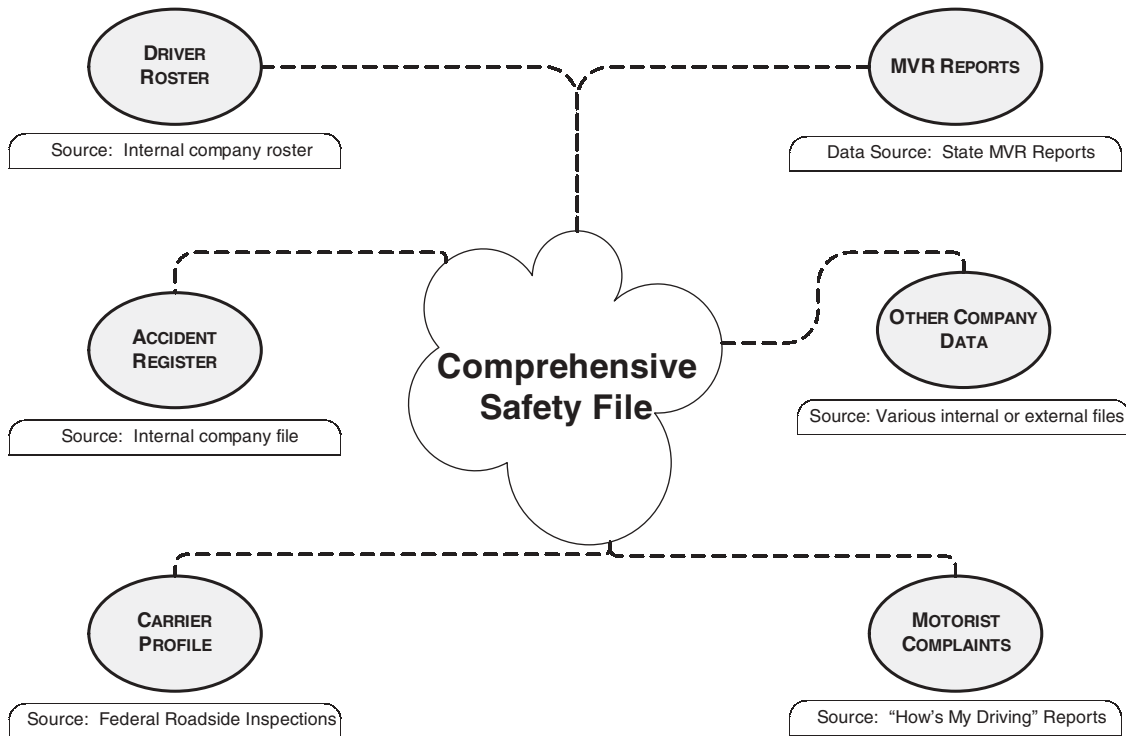 DRIVER
ROSTER
Source: Internal company roster
MVR REPORTS
Data Source: State MVR Reports
ACCIDENT
REGISTER
Source: Internal company file
Comprehensive
Safety File
OTHER COMPANY
DATA
Source: Various internal or external files
CARRIER
PROFILE
Source: Federal Roadside Inspections
MOTORIST
COMPLAINTS
Source: “How’s My Driving” Reports